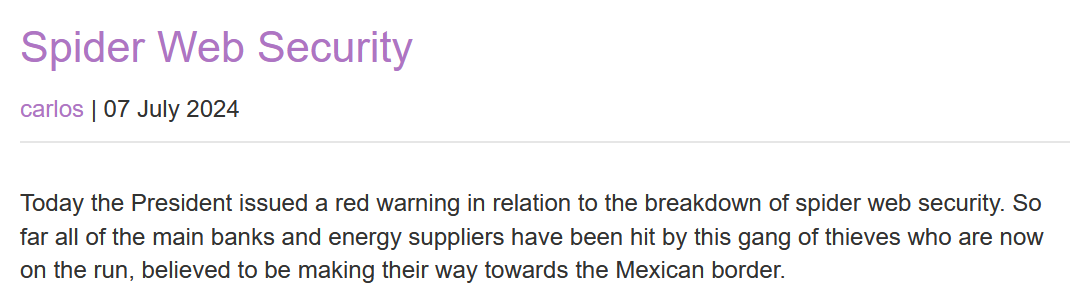 Spider Web Security
carlos | 07 July 2024
Today the President issued a red warning in relation to the breakdown of spider web security. So
far all of the main banks and energy suppliers have been hit by this gang of thieves who are now
on the run, believed to be making their way towards the Mexican border.